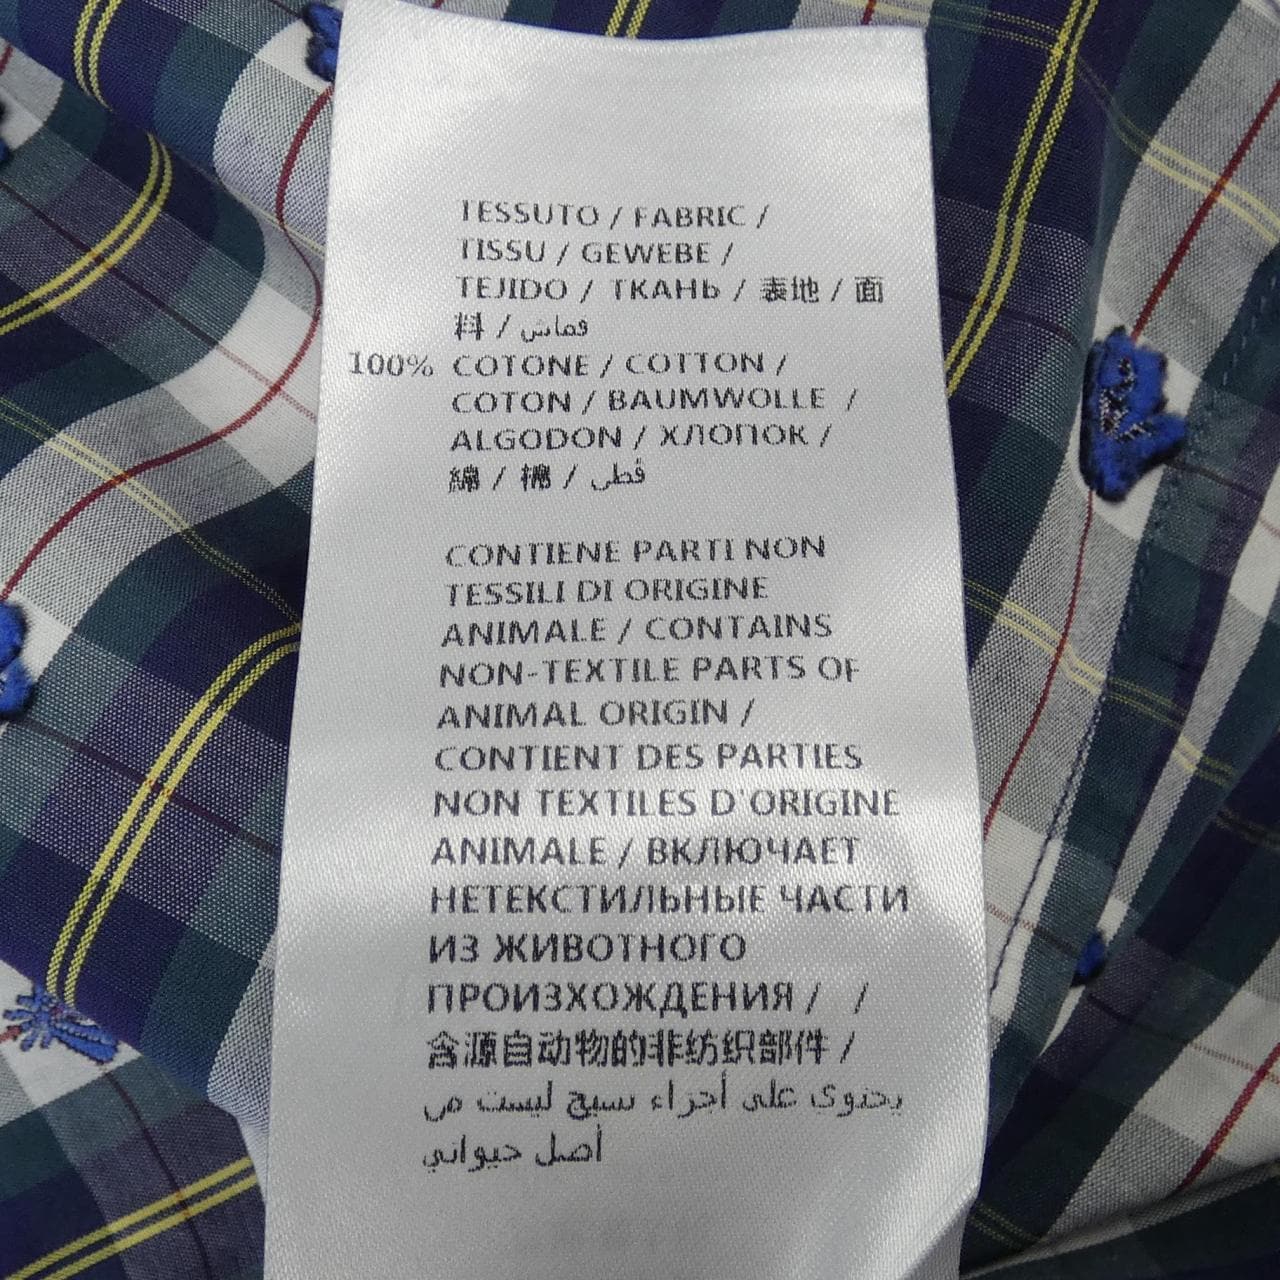 TESSUTO / FABRIC /
TISSU / GEWEBE /
TEJIDO / ТКАНЬ / 表地 / 面
料 / قماش
100% COTONE / COTTON /
COTON / BAUMWOLLE /
ALGODON / ХЛОПОК /
綿 / 棉 / قطن
CONTIENE PARTI NON
TESSILI DI ORIGINE
ANIMALE / CONTAINS
NON-TEXTILE PARTS OF
ANIMAL ORIGIN /
CONTIENT DES PARTIES
NON TEXTILES D'ORIGINE
ANIMALE / ВКЛЮЧАЕТ
НЕТЕКСТИЛЬНЫЕ ЧАСТИ
ИЗ ЖИВОТНОГО
ПРОИЗХОЖДЕНИЯ / /
含源自动物的非纺织部件 /
يحتوي على أجزاء نسيج ليست من
أصل حيواني